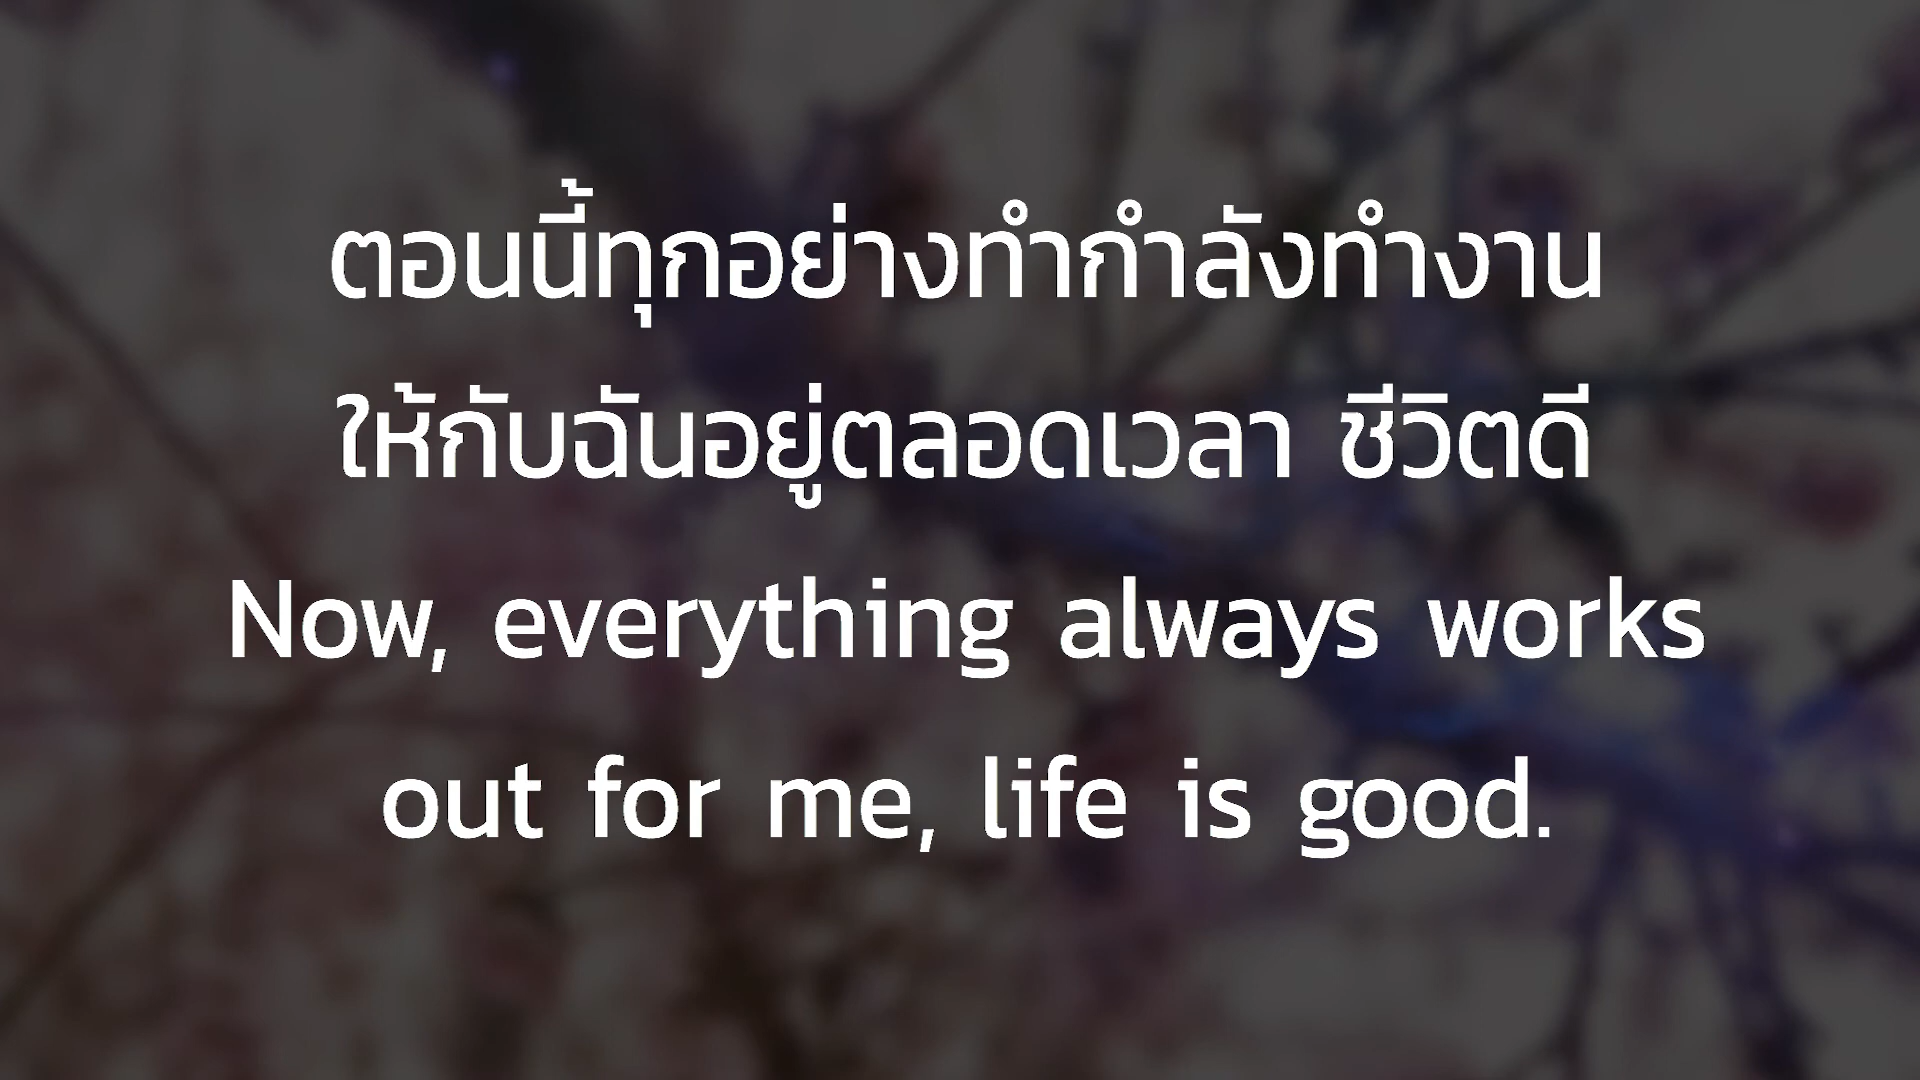 ตอนนี้ทุกอย่างทำกำลังทำงาน
ให้กับฉันอยู่ตลอดเวลา ชีวิตดี
Now, everything always works
out for me, life is good.